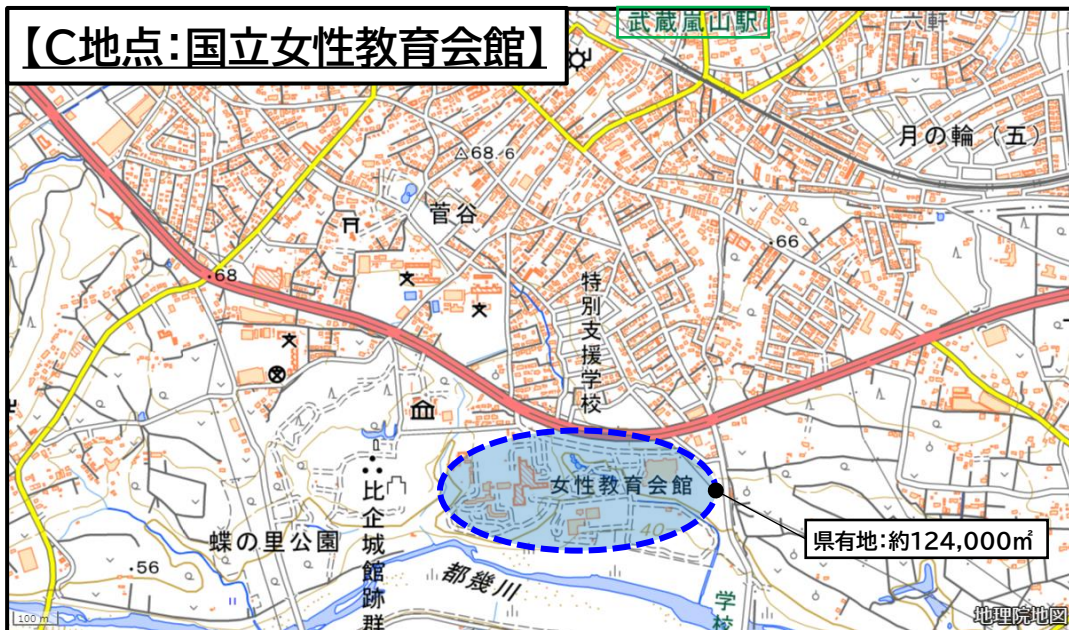 【C地点：国立女性教育会館】
武蔵嵐山駅
六軒
月の輪（五）
68.6
菅谷
66
68
特別支援学校
女性教育会館
40
県有地：約124,000㎡
比企城館跡群
蝶の里公園
56
都幾川
学校
100 m
地理院地図